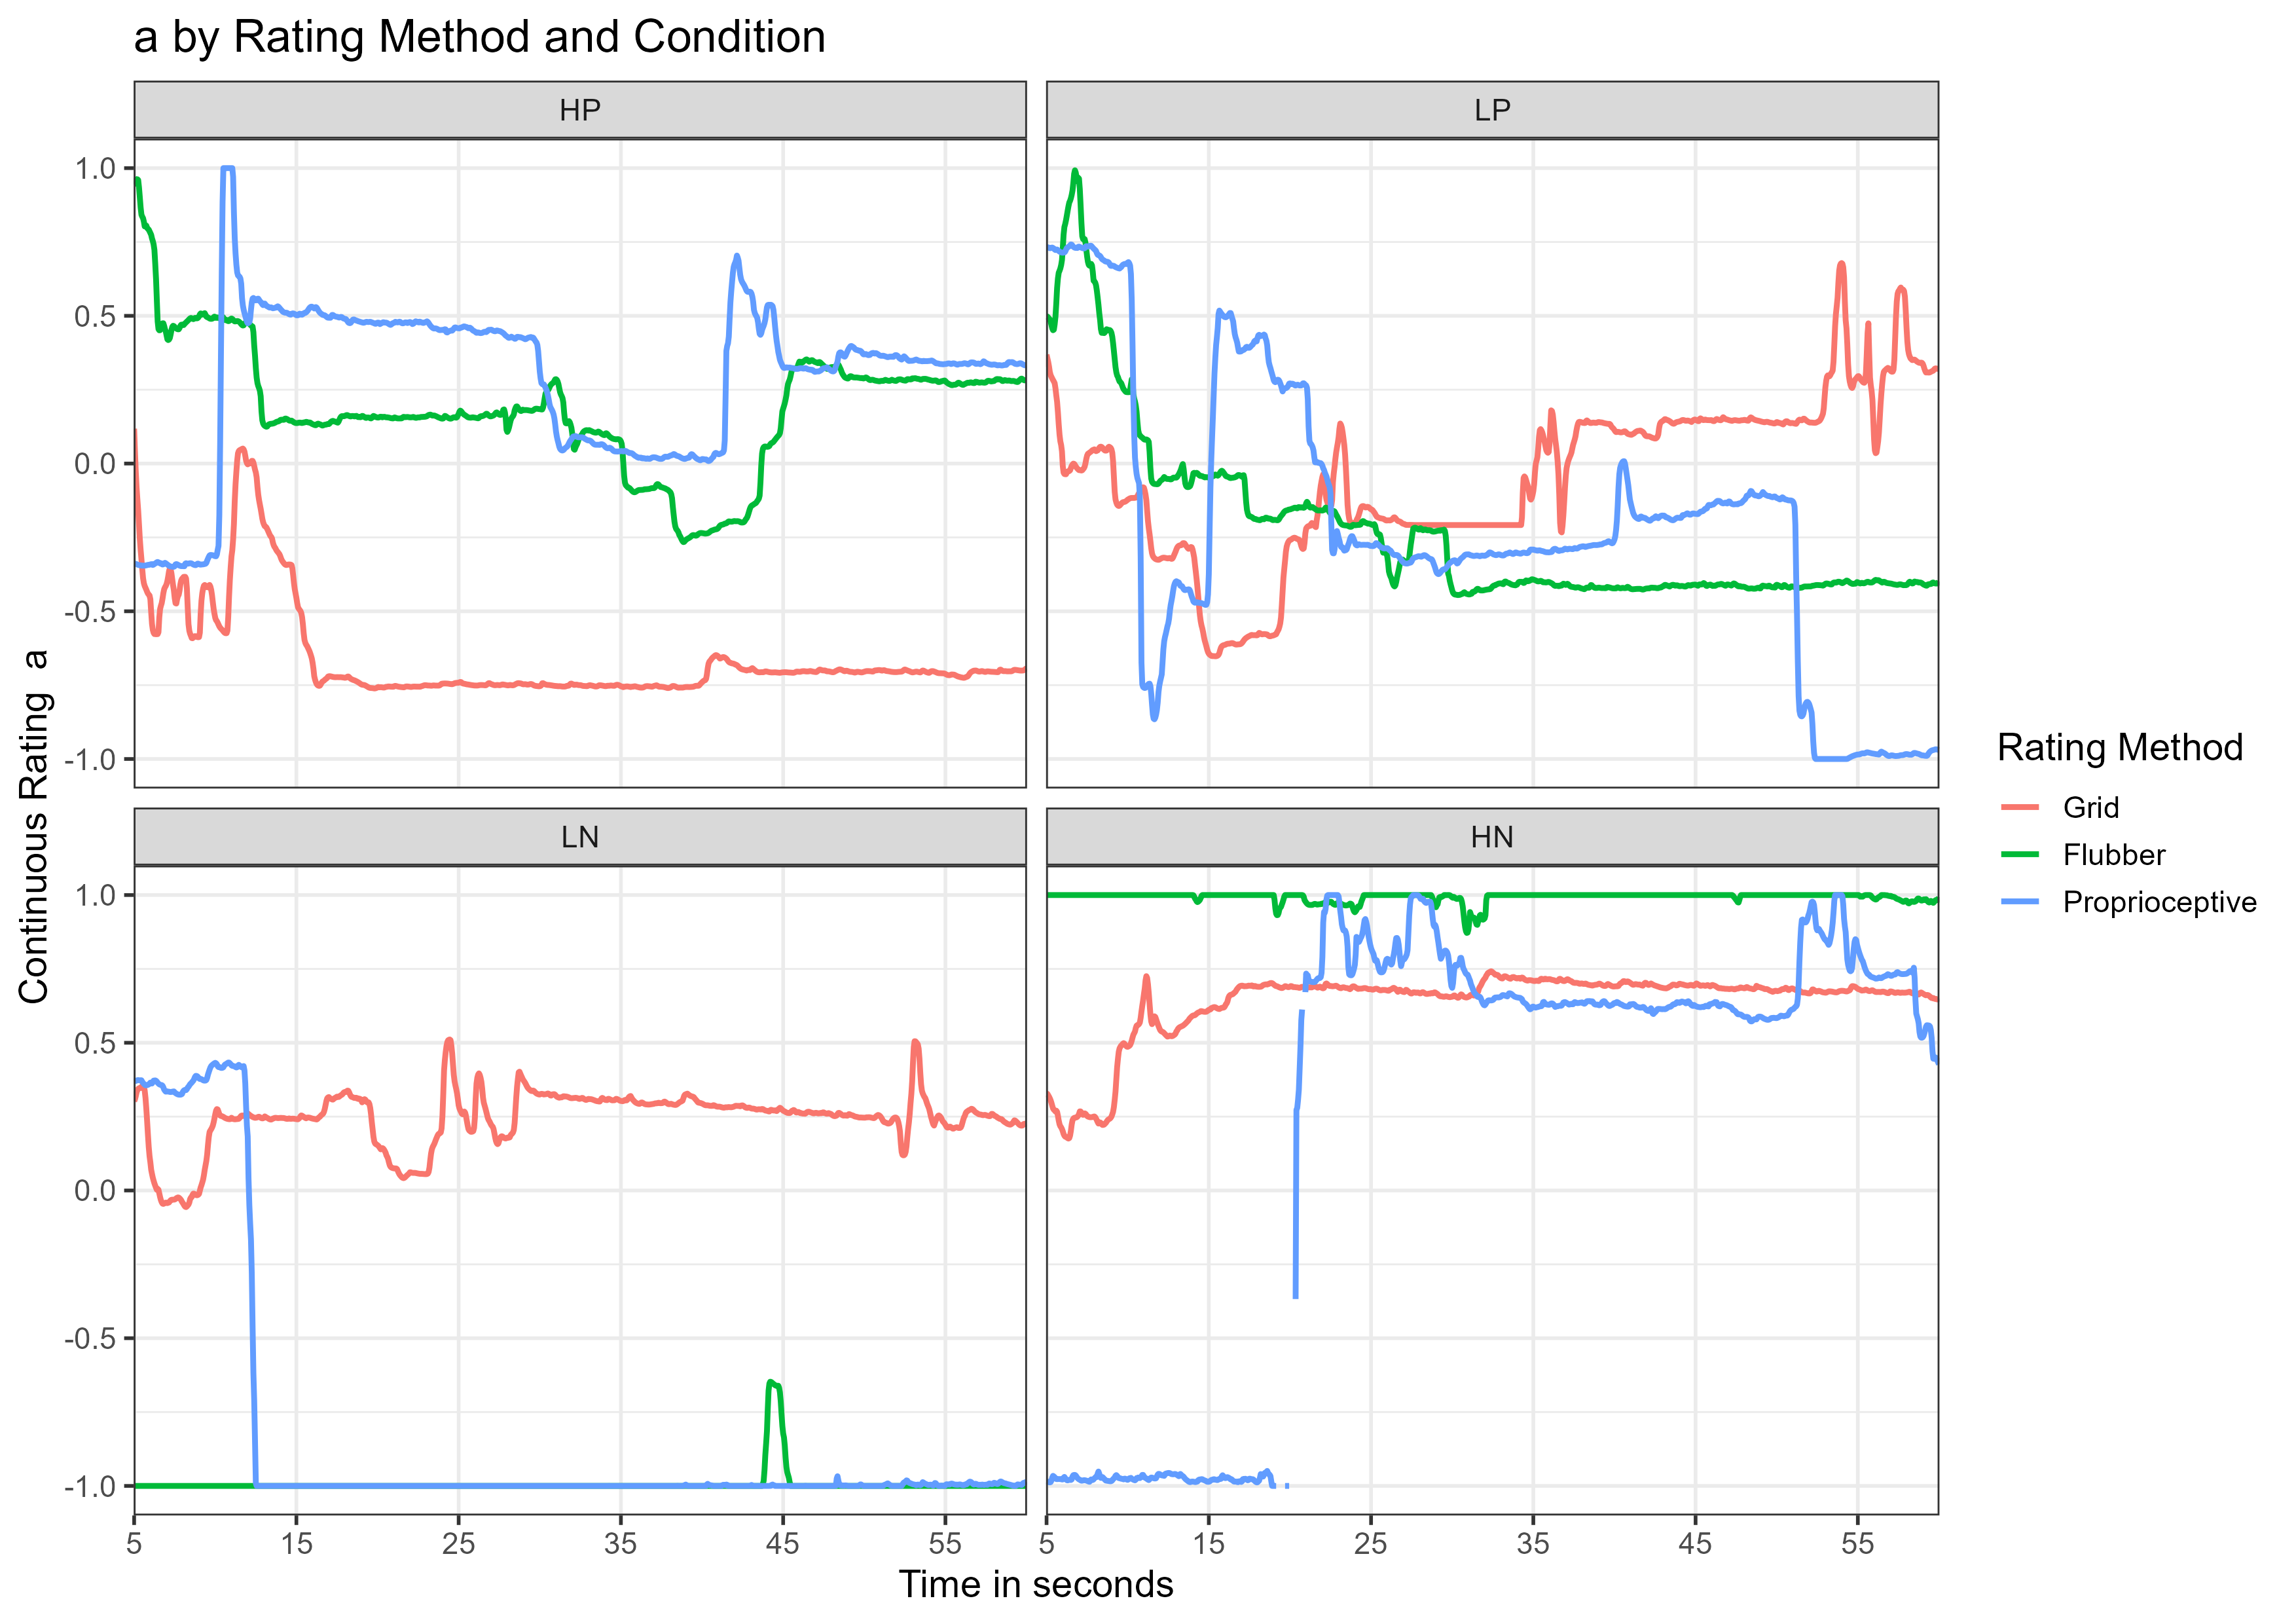 a by Rating Method and Condition
HP
LP
1.0
0.5
0.0
-0.5
-1.0
LN
HN
1.0
0.5
0.0
-0.5
-1.0
5 15 25 35 45 55
5 15 25 35 45 55
Time in seconds
Continuous Rating a
Rating Method
Grid
Flubber
Proprioceptive